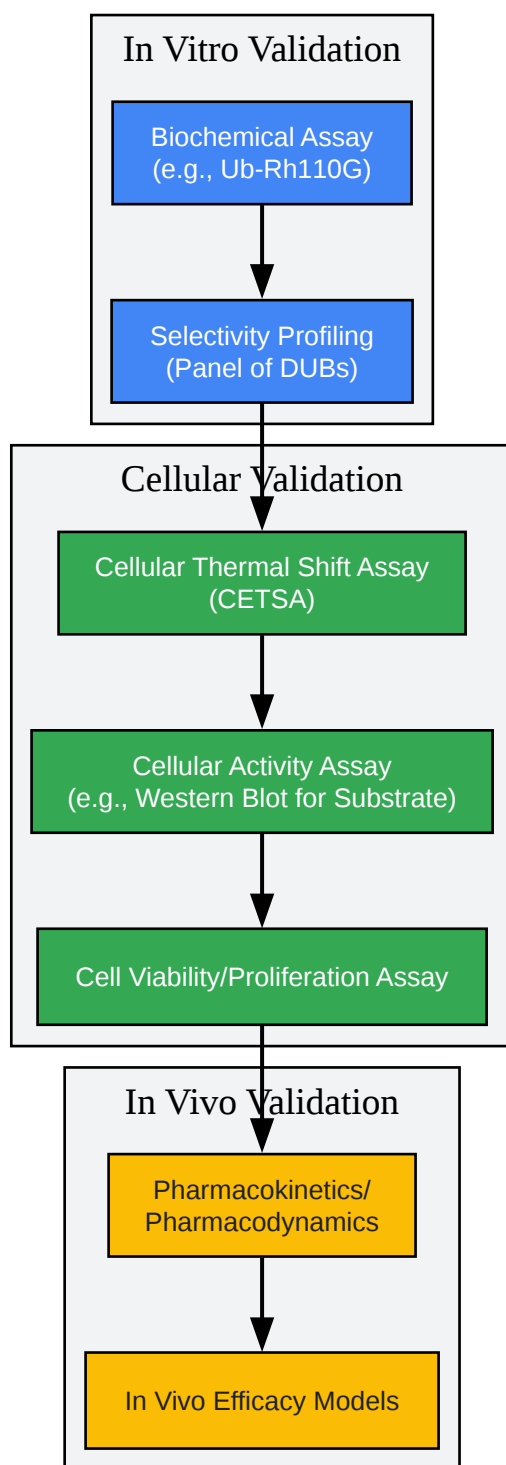 In Vitro Validation
Biochemical Assay
(e.g., Ub-Rh110G)
Selectivity Profiling
(Panel of DUBs)
Cellular Validation
Cellular Thermal Shift Assay
(CETSA)
Cellular Activity Assay
(e.g., Western Blot for Substrate)
Cell Viability/Proliferation Assay
In Vivo Validation
Pharmacokinetics/
Pharmacodynamics
In Vivo Efficacy Models